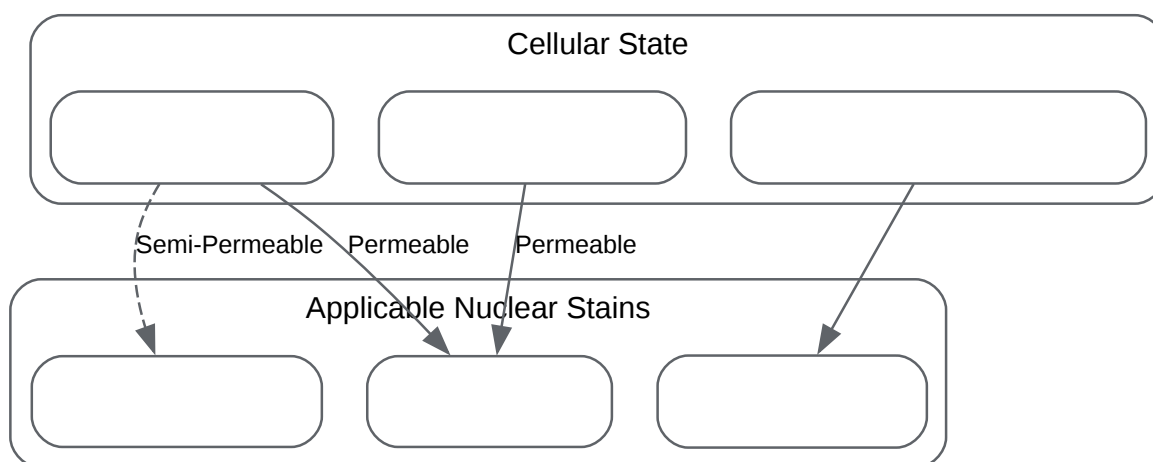 Cellular State
Semi-Permeable
Permeable
Permeable
Applicable Nuclear Stains